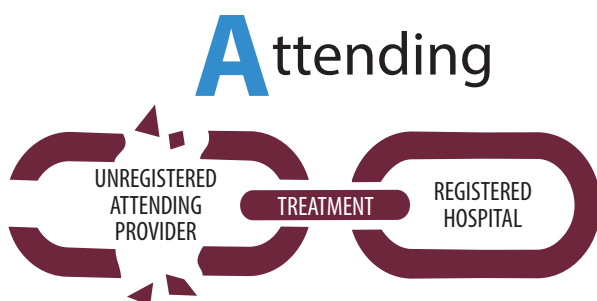 Attending
UNREGISTERED
ATTENDING
PROVIDER
TREATMENT
REGISTERED
HOSPITAL